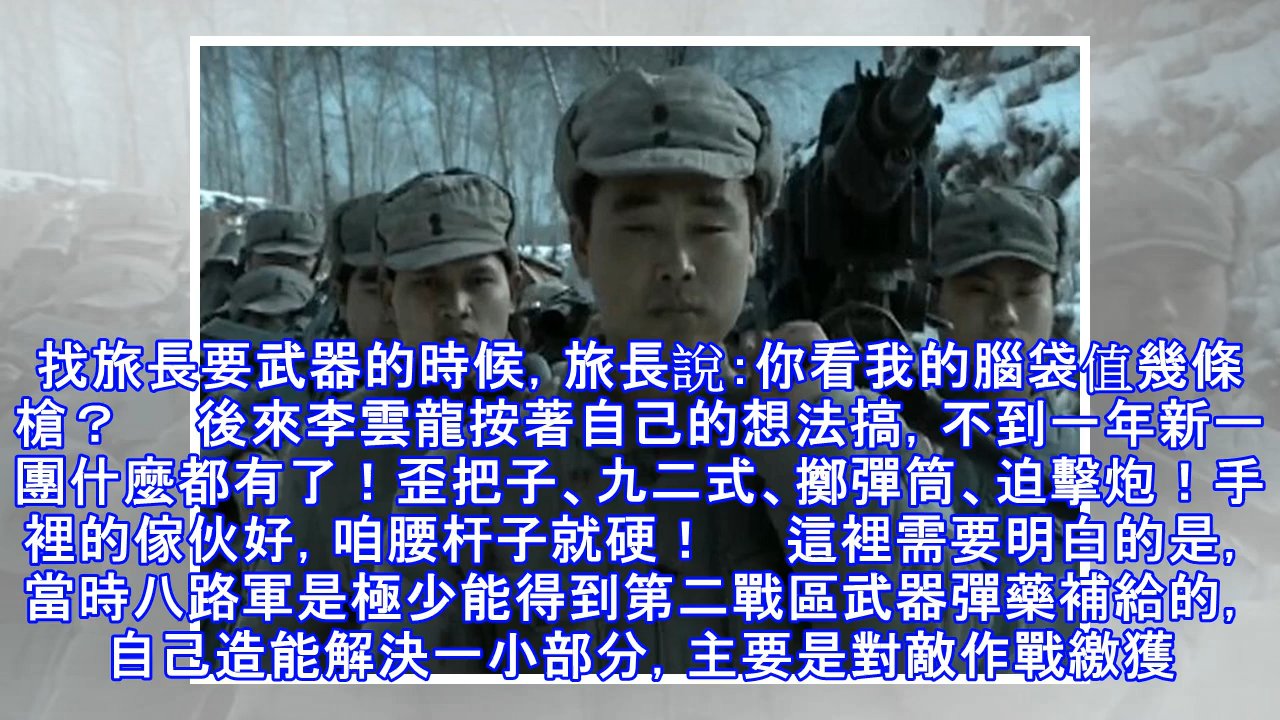 找旅長要武器的時候,旅長說:你看我的腦袋值幾條
槍? 後來李雲龍按著自己的想法搞,不到一年新一
團什麼都有了!歪把子、九二式、擲彈筒、迫擊炮!手
裡的傢伙好,咱腰杆子就硬! 這裡需要明白的是,
當時八路軍是極少能得到第二戰區武器彈藥補給的,
自己造能解決一小部分,主要是對敵作戰繳獲